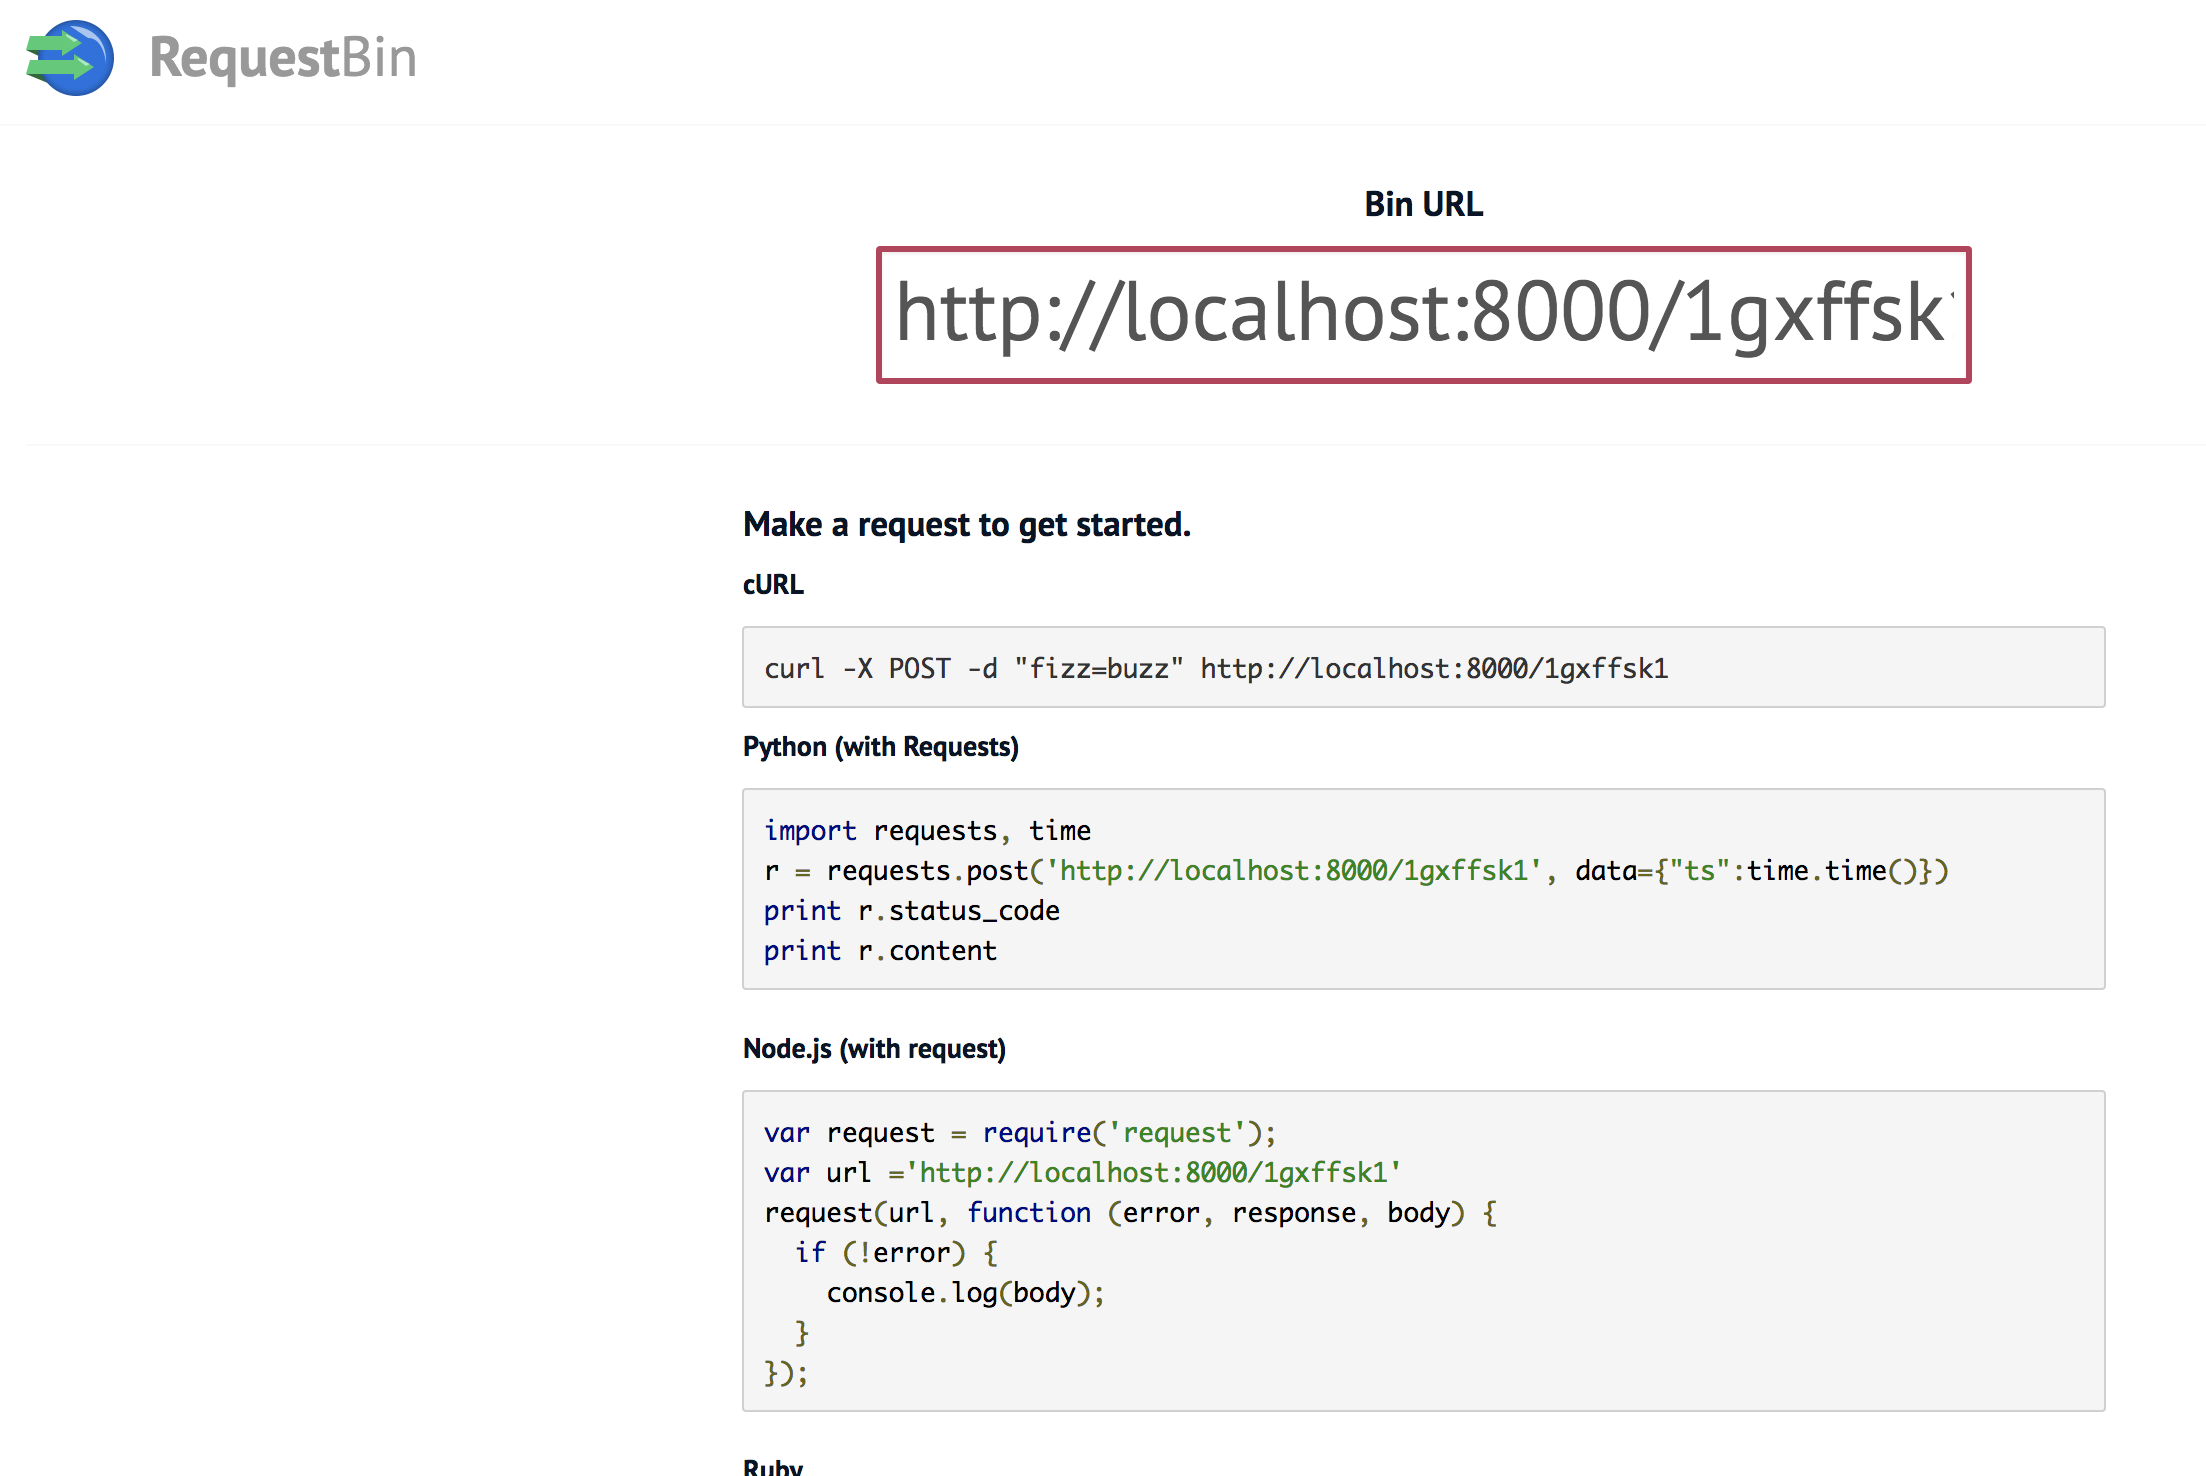 RequestBin
Bin URL
http://localhost:8000/1gxffsk
Make a request to get started.
cURL
curl -X POST -d "fizz=buzz" http://localhost:8000/1gxffsk1
Python (with Requests)
import requests, time
r = requests.post('http://localhost:8000/1gxffsk1', data={"ts":time.time()})
print r.status_code
print r.content
Node.js (with request)
var request = require('request');
var url ='http://localhost:8000/1gxffsk1'
request(url, function (error, response, body) {
  if (!error) {
    console.log(body);
  }
});
Ruby